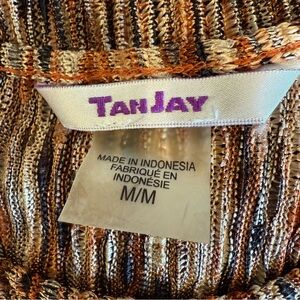 TANJAY
MADE IN INDONESIA
FABRIQUÉ EN
INDONÉSIE
M/M